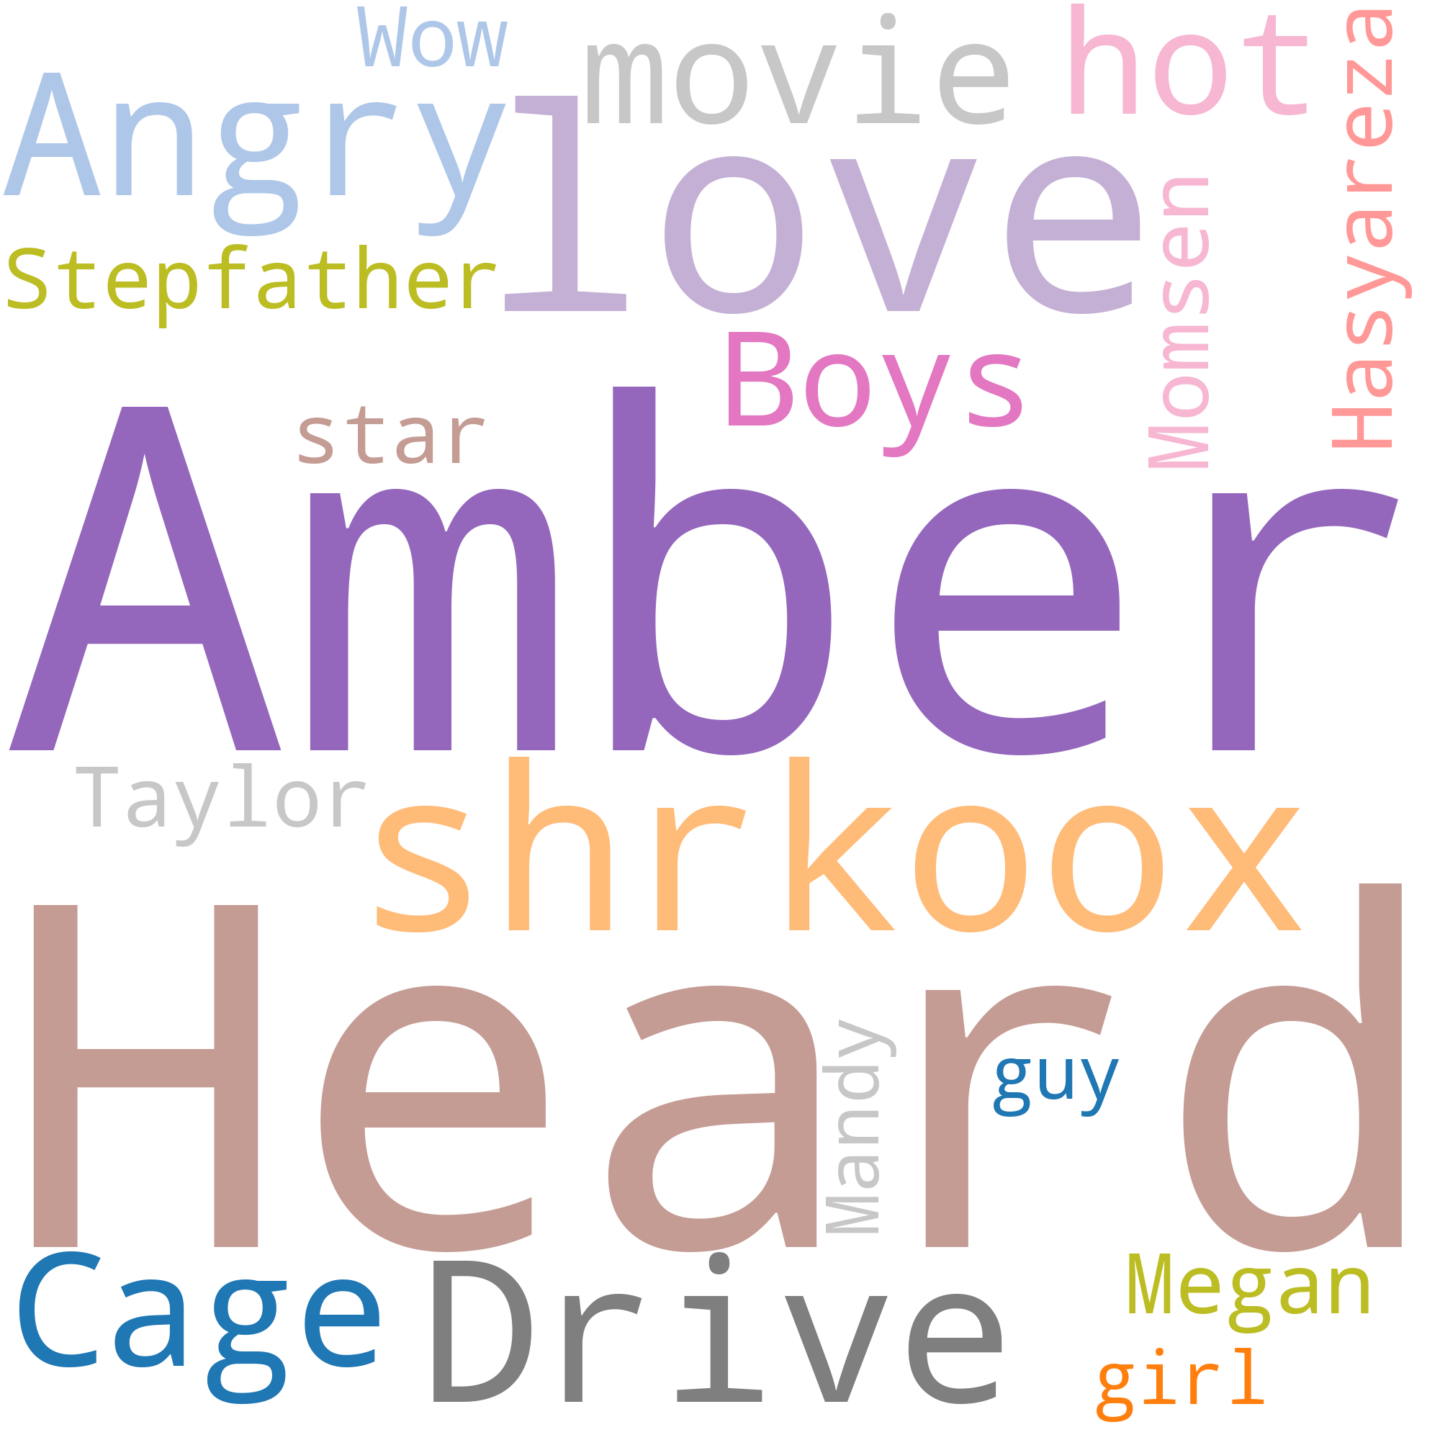 Wow
movie
hot
Hasyareza
Angry
love
Momsen
Stepfather
Boys
star
Amber
Taylor
shrkoox
Heard
Mandy
guy
Cage
Drive
Megan
girl